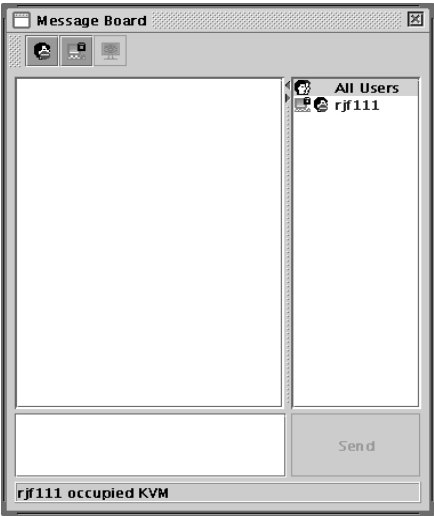 Message Board
All Users
rjf111
Send
rjf111 occupied KVM